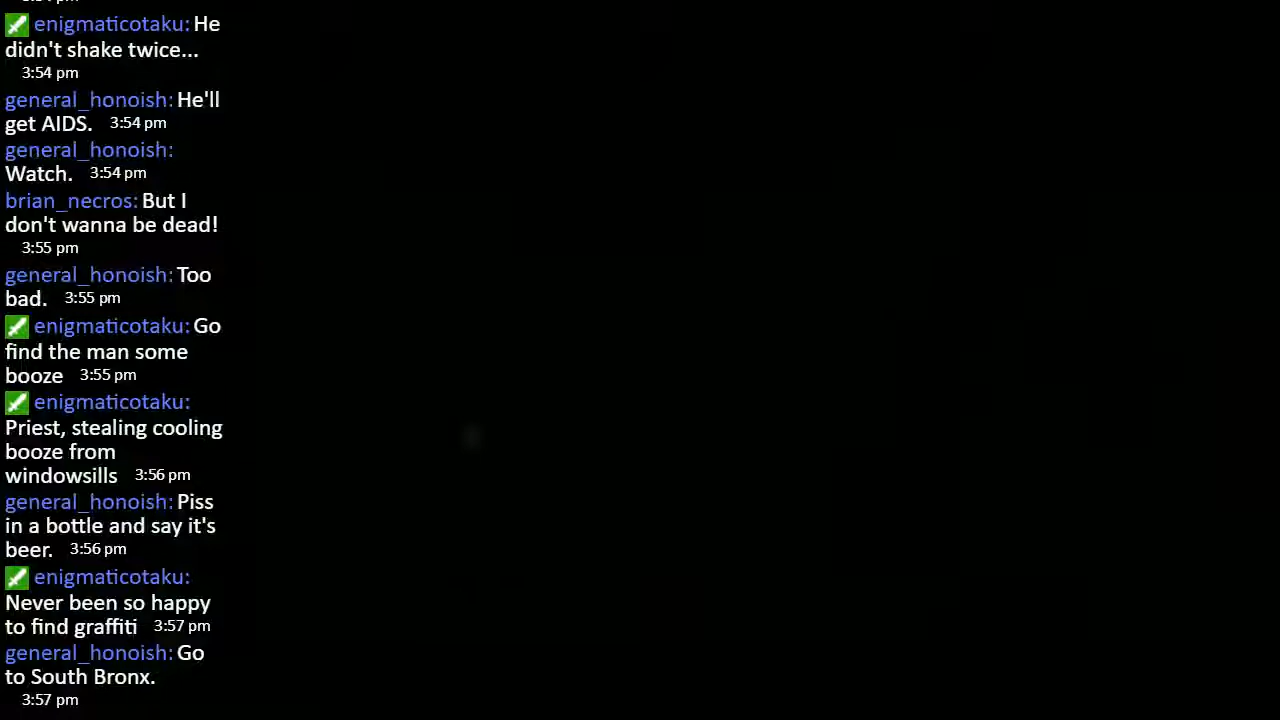 enigmaticotaku: He
didn't shake twice...
3:54 pm
general_honoish: He'll
get AIDS. 3:54 pm
general_honoish:
Watch. 3:54 pm
brian_necros: But I
don't wanna be dead!
3:55 pm
general_honoish: Too
bad. 3:55 pm
enigmaticotaku: Go
find the man some
booze 3:55 pm
enigmaticotaku:
Priest, stealing cooling
booze from
windowsills 3:56 pm
general_honoish: Piss
in a bottle and say it's
beer. 3:56 pm
enigmaticotaku:
Never been so happy
to find graffiti 3:57 pm
general_honoish: Go
to South Bronx.
3:57 pm